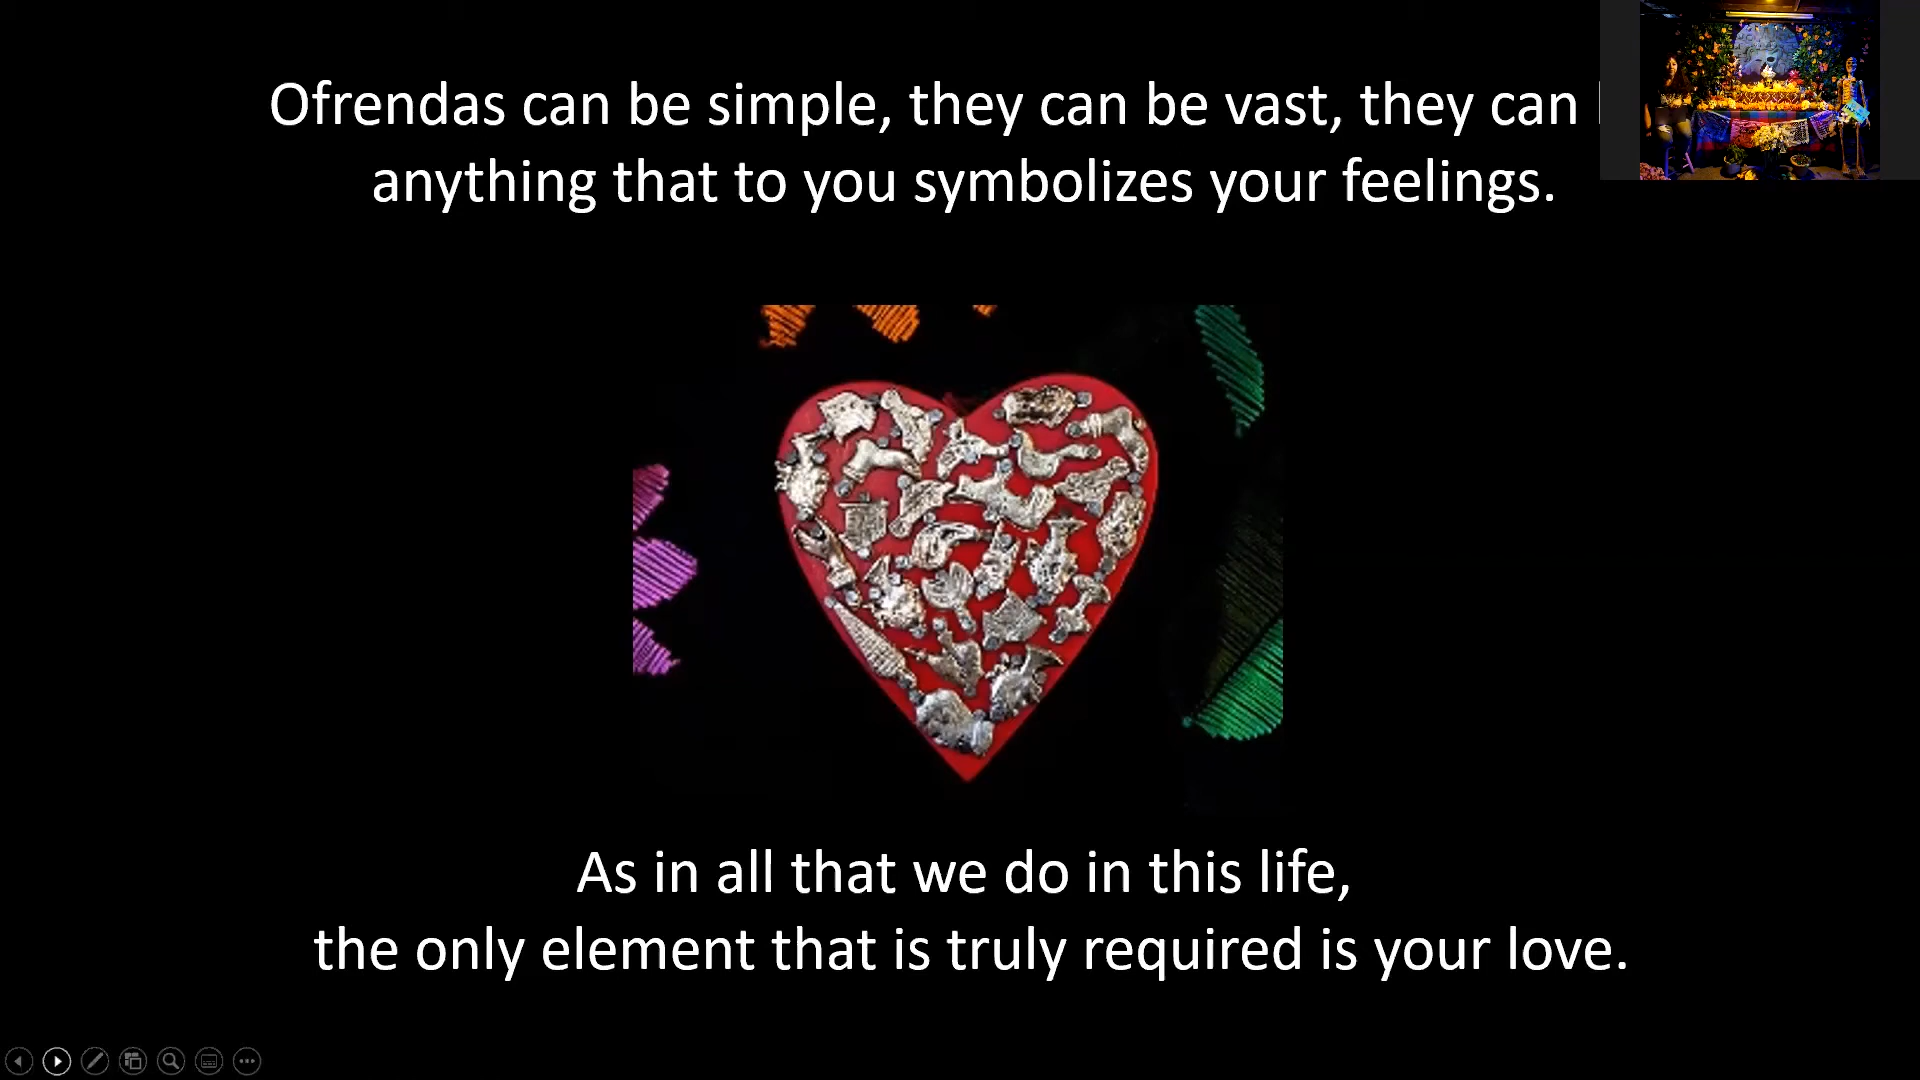 Ofrendas can be simple, they can be vast, they can
anything that to you symbolizes your feelings.
As in all that we do in this life,
the only element that is truly required is your love.